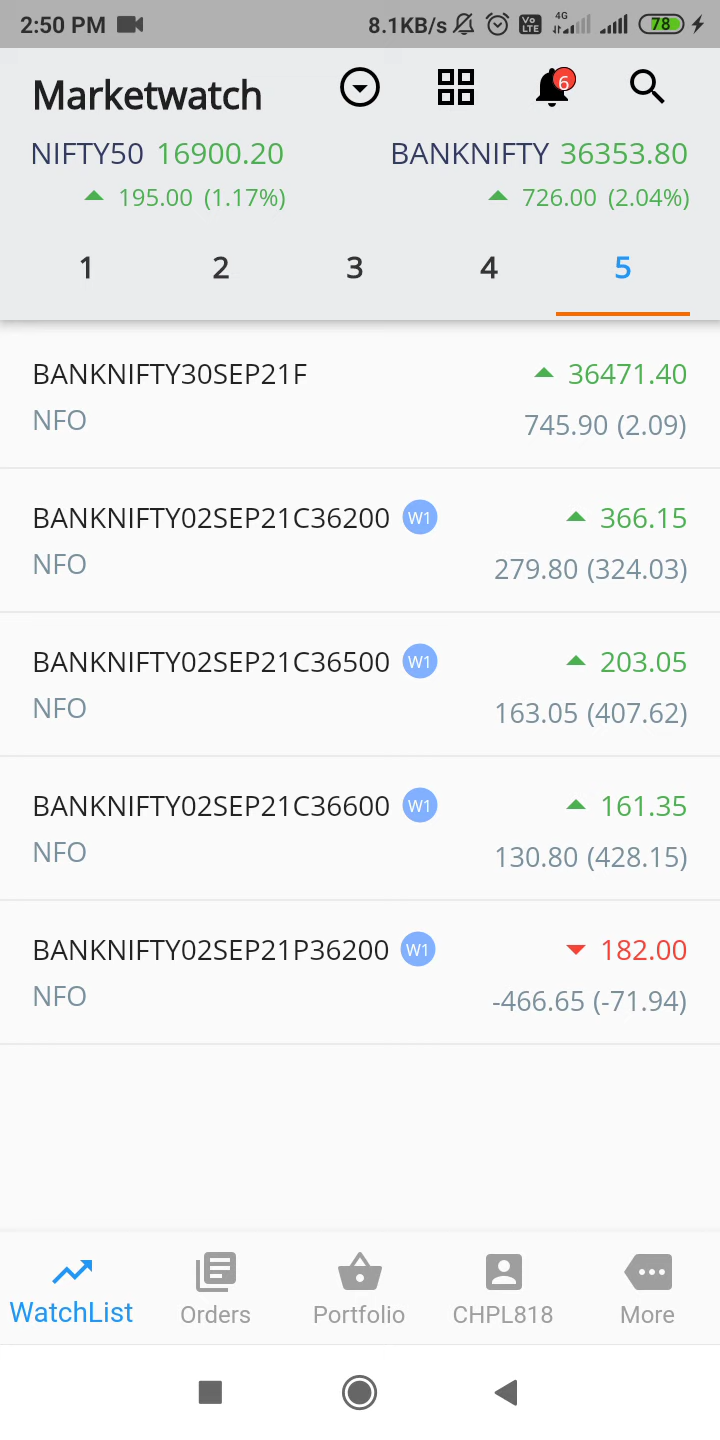 2:50 PM 8.1KB/s Vo LTE 4G 78
Marketwatch 6
NIFTY50 16900.20 BANKNIFTY 36353.80
195.00 (1.17%) 726.00 (2.04%)
1 2 3 4 5
BANKNIFTY30SEP21F 36471.40
NFO 745.90 (2.09)
BANKNIFTY02SEP21C36200 W1 366.15
NFO 279.80 (324.03)
BANKNIFTY02SEP21C36500 W1 203.05
NFO 163.05 (407.62)
BANKNIFTY02SEP21C36600 W1 161.35
NFO 130.80 (428.15)
BANKNIFTY02SEP21P36200 W1 182.00
NFO -466.65 (-71.94)
WatchList Orders Portfolio CHPL818 More